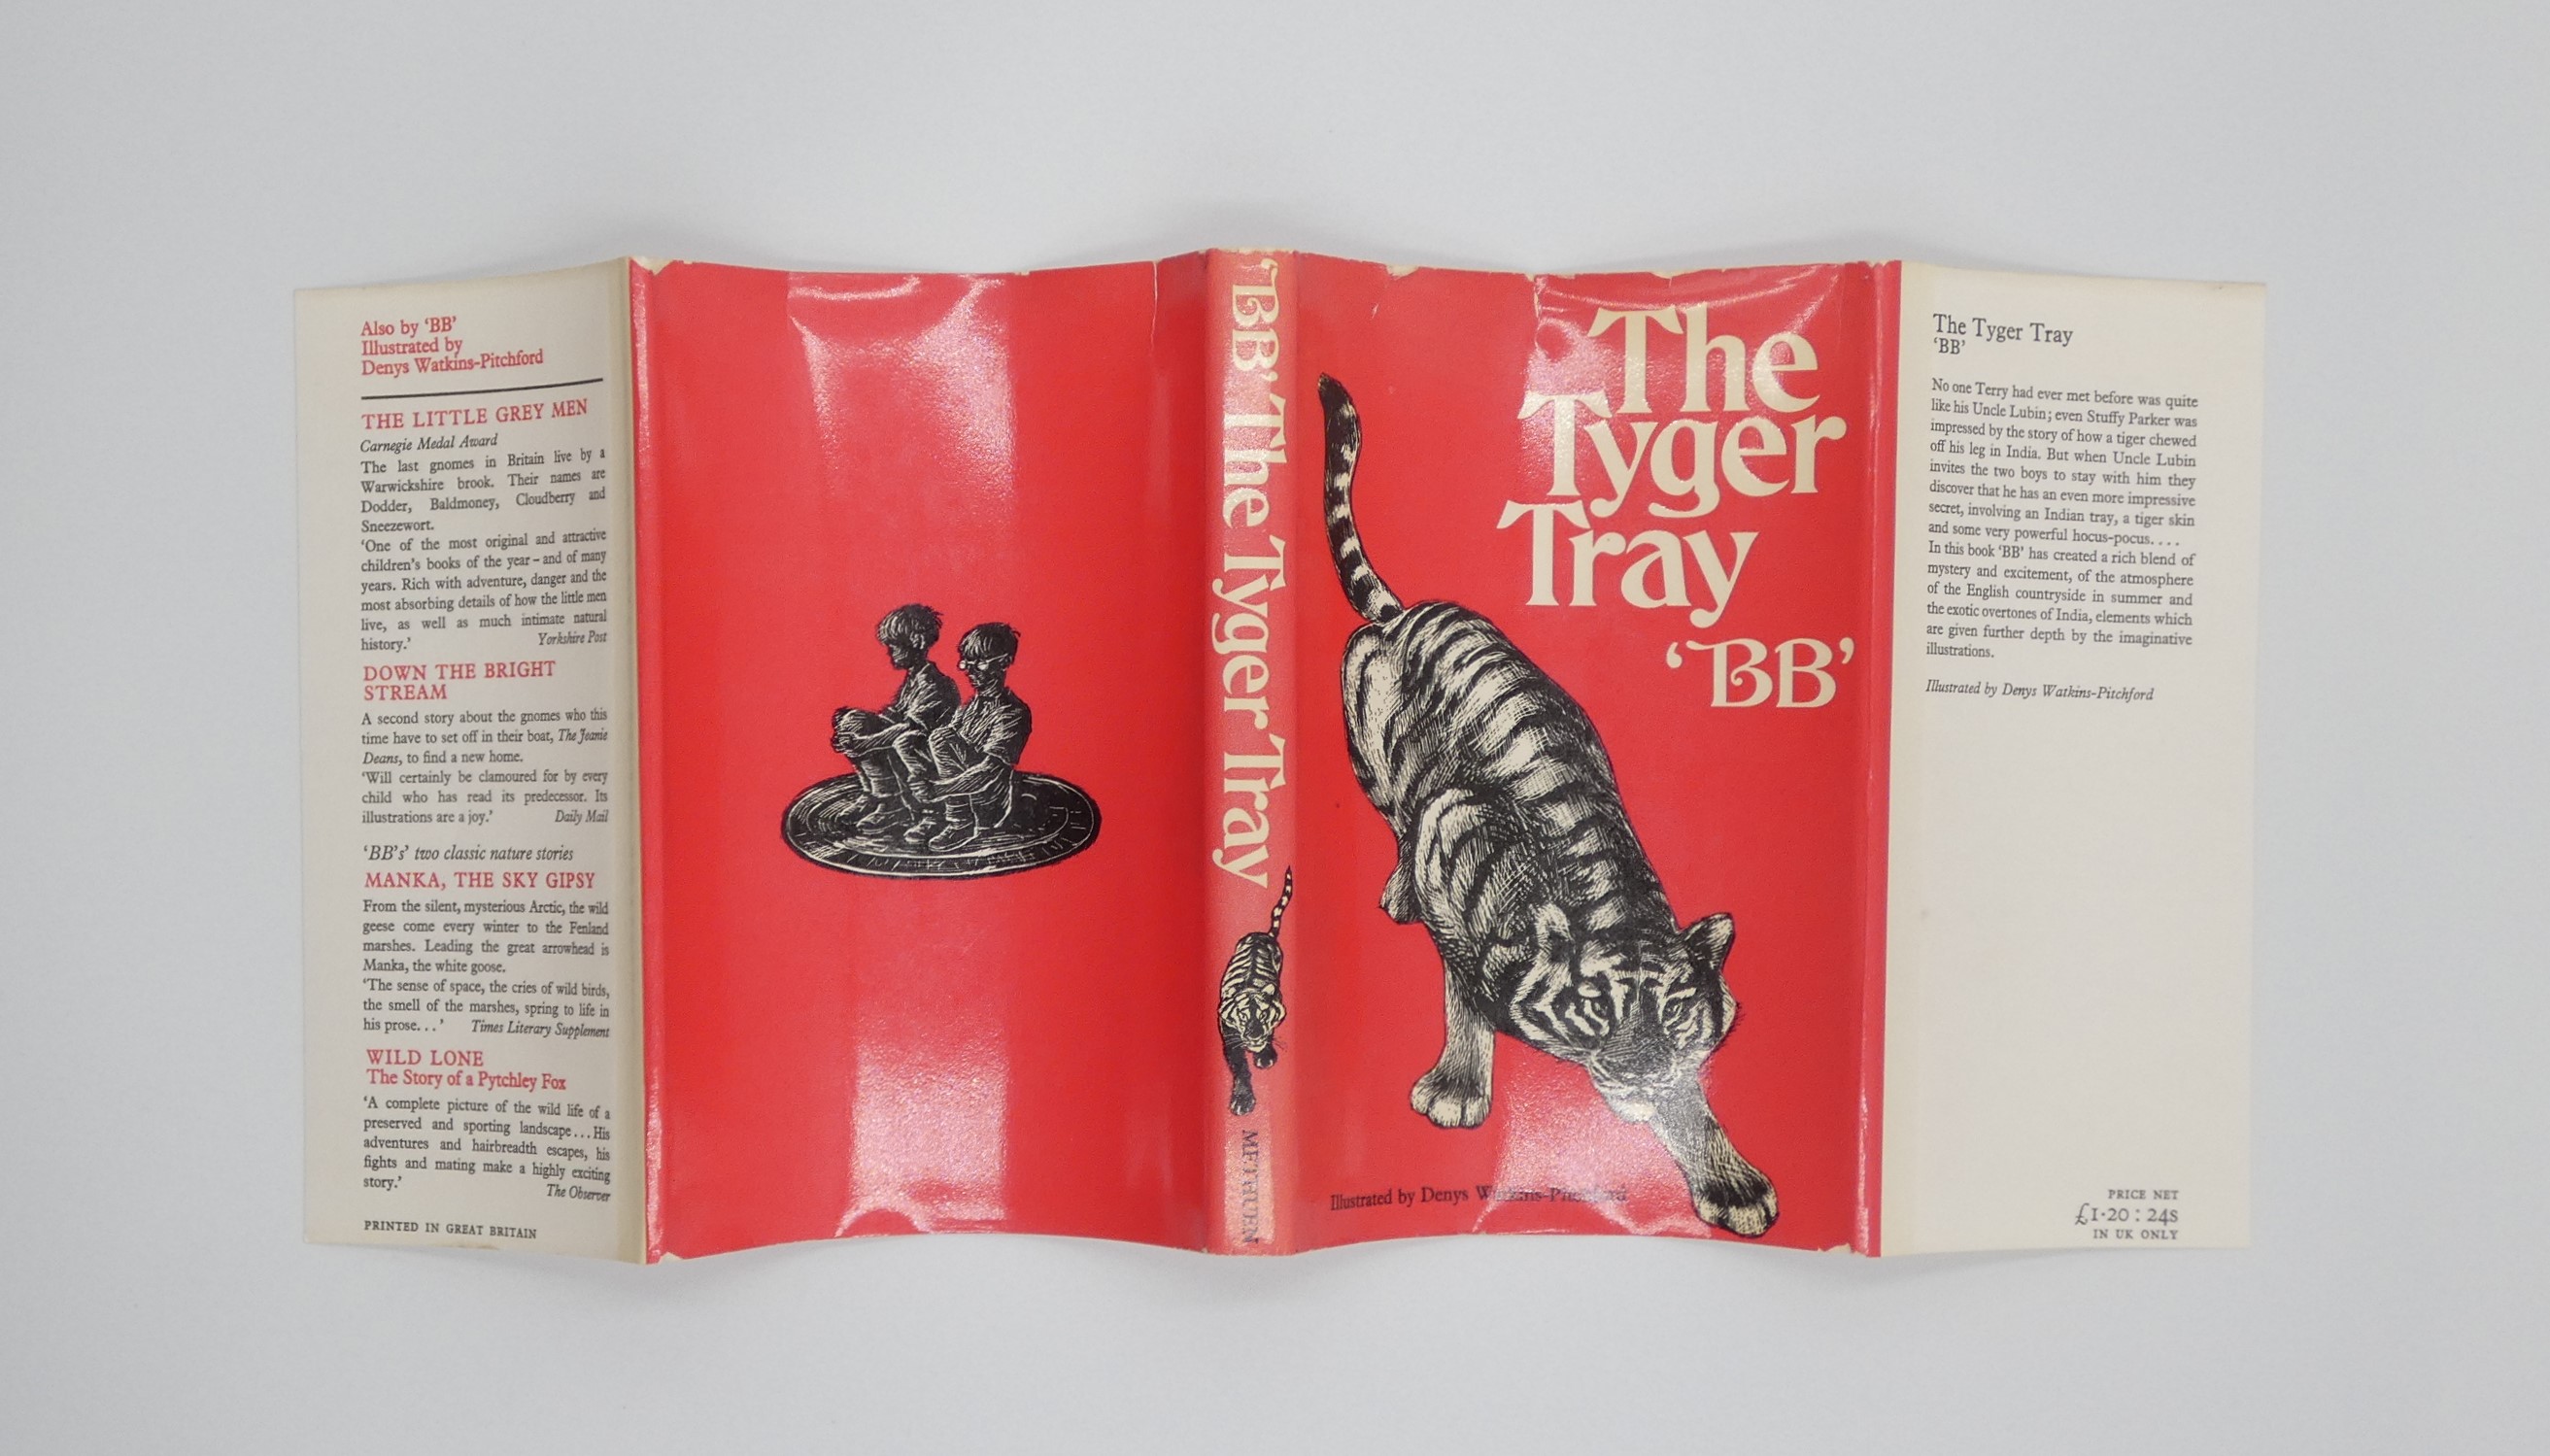 Also by ‘BB’
Illustrated by
Denys Watkins-Pitchford
THE LITTLE GREY MEN
Carnegie Medal Award
The last gnomes in Britain live by a
Warwickshire brook. Their names are
Dodder, Baldmoney, Cloudberry and
Sneezewort.
‘One of the most original and attractive
children’s books of the year – and of many
years. Rich with adventure, danger and the
most absorbing details of how the little men
live, as well as much intimate natural
history.’ Yorkshire Post
DOWN THE BRIGHT
STREAM
A second story about the gnomes who this
time have to set off in their boat, The Jeanie
Deans, to find a new home.
‘Will certainly be clamoured for by every
child who has read its predecessor. Its
illustrations are a joy.’ Daily Mail
‘BB’s’ two classic nature stories
MANKA, THE SKY GIPSY
From the silent, mysterious Arctic, the wild
geese come every winter to the Fenland
marshes. Leading the great arrowhead is
Manka, the white goose.
‘The sense of space, the cries of wild birds,
the smell of the marshes, spring to life in
his prose. . .’ Times Literary Supplement
WILD LONE
The Story of a Pytchley Fox
‘A complete picture of the wild life of a
preserved and sporting landscape . . . His
adventures and hairbreadth escapes, his
fights and mating make a highly exciting
story.’ The Observer
PRINTED IN GREAT BRITAIN
‘BB’ The Tyger Tray
METHUEN
The
Tyger
Tray
‘BB’
Illustrated by Denys Watkins-Pitchford
The Tyger Tray
‘BB’
No one Terry had ever met before was quite
like his Uncle Lubin; even Stuffy Parker was
impressed by the story of how a tiger chewed
off his leg in India. But when Uncle Lubin
invites the two boys to stay with him they
discover that he has an even more impressive
secret, involving an Indian tray, a tiger skin
and some very powerful hocus-pocus. . . .
In this book ‘BB’ has created a rich blend of
mystery and excitement, of the atmosphere
of the English countryside in summer and
the exotic overtones of India, elements which
are given further depth by the imaginative
illustrations.
Illustrated by Denys Watkins-Pitchford
PRICE NET
£1·20 : 24S
IN UK ONLY